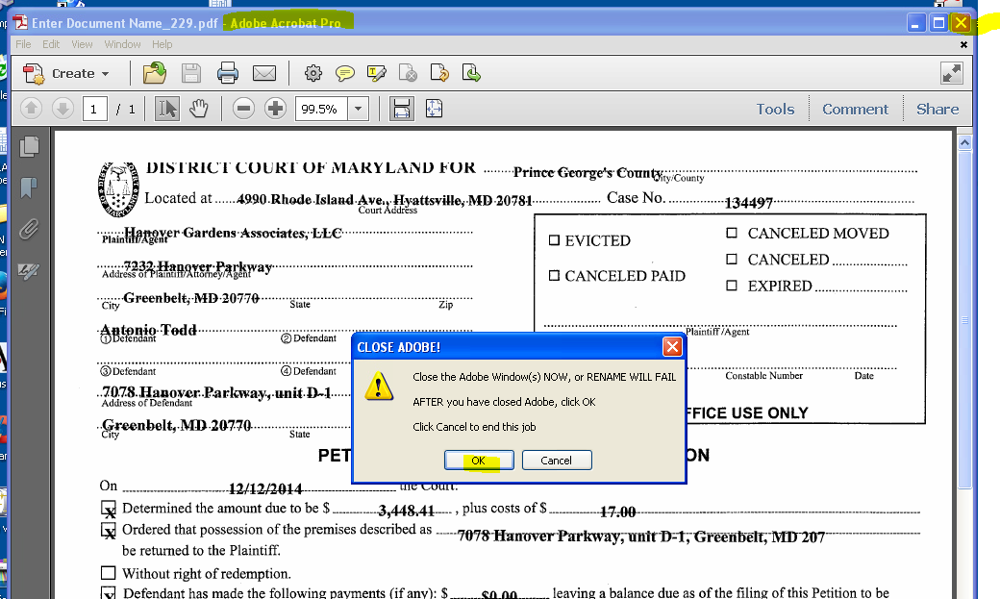 Enter Document Name_229.pdf - Adobe Acrobat Pro
File Edit View Window Help
Create
1 / 1 99.5% Tools Comment Share
DISTRICT COURT OF MARYLAND FOR Prince George's County
City/County
Located at 4990 Rhode Island Ave., Hyattsville, MD 20781 Case No. 134497
Court Address
Hanover Gardens Associates, LLC
Plaintiff/Agent
7232 Hanover Parkway
Address of Plaintiff/Attorney/Agent
Greenbelt, MD 20770
City State Zip
Antonio Todd
①Defendant ②Defendant
③Defendant ④Defendant
7078 Hanover Parkway, unit D-1
Address of Defendant
Greenbelt, MD 20770
City State
EVICTED CANCELED MOVED
CANCELED
CANCELED PAID
EXPIRED
Plaintiff/Agent
Constable Number Date
FFICE USE ONLY
CLOSE ADOBE!
Close the Adobe Window(s) NOW, or RENAME WILL FAIL
AFTER you have closed Adobe, click OK
Click Cancel to end this job
OK Cancel
PET ON
On 12/12/2014 the Court:
X Determined the amount due to be $ 3,448.41 , plus costs of $ 17.00
X Ordered that possession of the premises described as 7078 Hanover Parkway, unit D-1, Greenbelt, MD 207
be returned to the Plaintiff.
Without right of redemption.
X Defendant has made the following payments (if any): $ $0.00 leaving a balance due as of the filing of this Petition to be